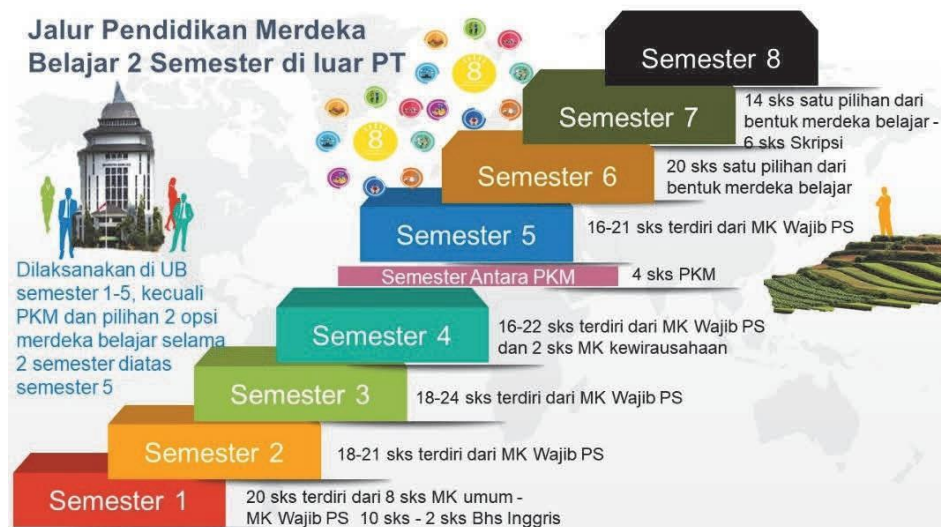 Jalur Pendidikan Merdeka
Belajar 2 Semester di luar PT
8
8
Semester 8
Semester 7
14 sks satu pilihan dari
bentuk merdeka belajar -
6 sks Skripsi
Semester 6
20 sks satu pilihan dari
bentuk merdeka belajar
Semester 5
16-21 sks terdiri dari MK Wajib PS
Semester Antara PKM
4 sks PKM
Dilaksanakan di UB
semester 1-5, kecuali
PKM dan pilihan 2 opsi
merdeka belajar selama
2 semester diatas
semester 5
Semester 4
16-22 sks terdiri dari MK Wajib PS
dan 2 sks MK kewirausahaan
Semester 3
18-24 sks terdiri dari MK Wajib PS
Semester 2
18-21 sks terdiri dari MK Wajib PS
Semester 1
20 sks terdiri dari 8 sks MK umum -
MK Wajib PS 10 sks - 2 sks Bhs Inggris